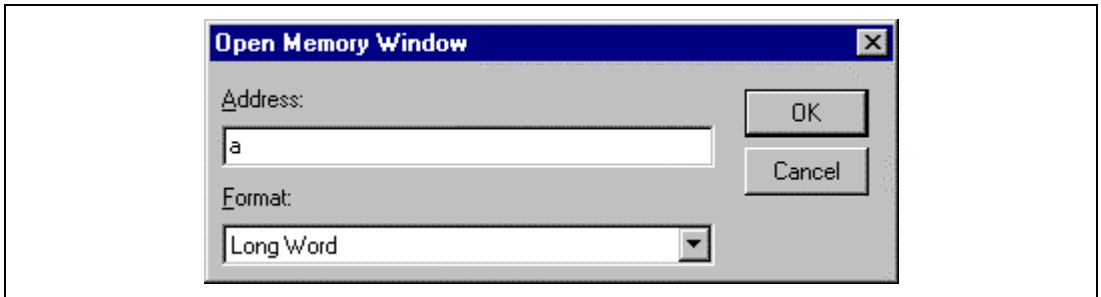 Open Memory Window
Address:
OK
a
Cancel
Format:
Long Word